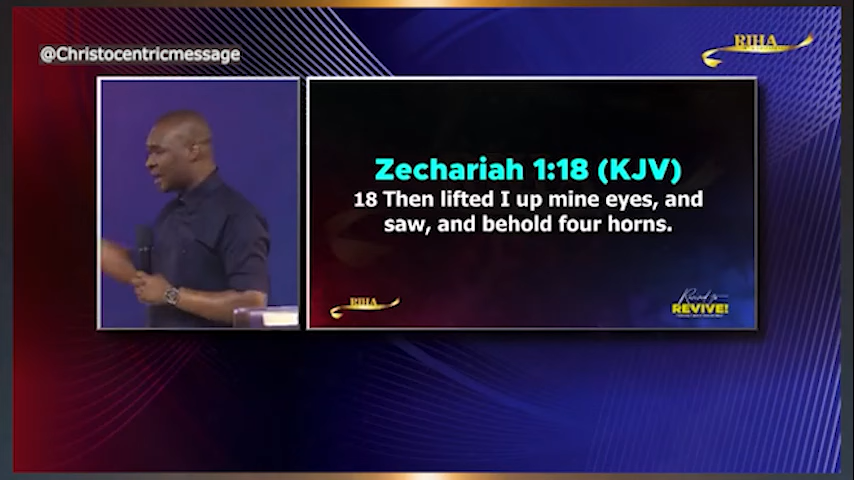 @Christocentricmessage
RIHA
Zechariah 1:18 (KJV)
18 Then lifted I up mine eyes, and
saw, and behold four horns.
RIHA
REVIVE!